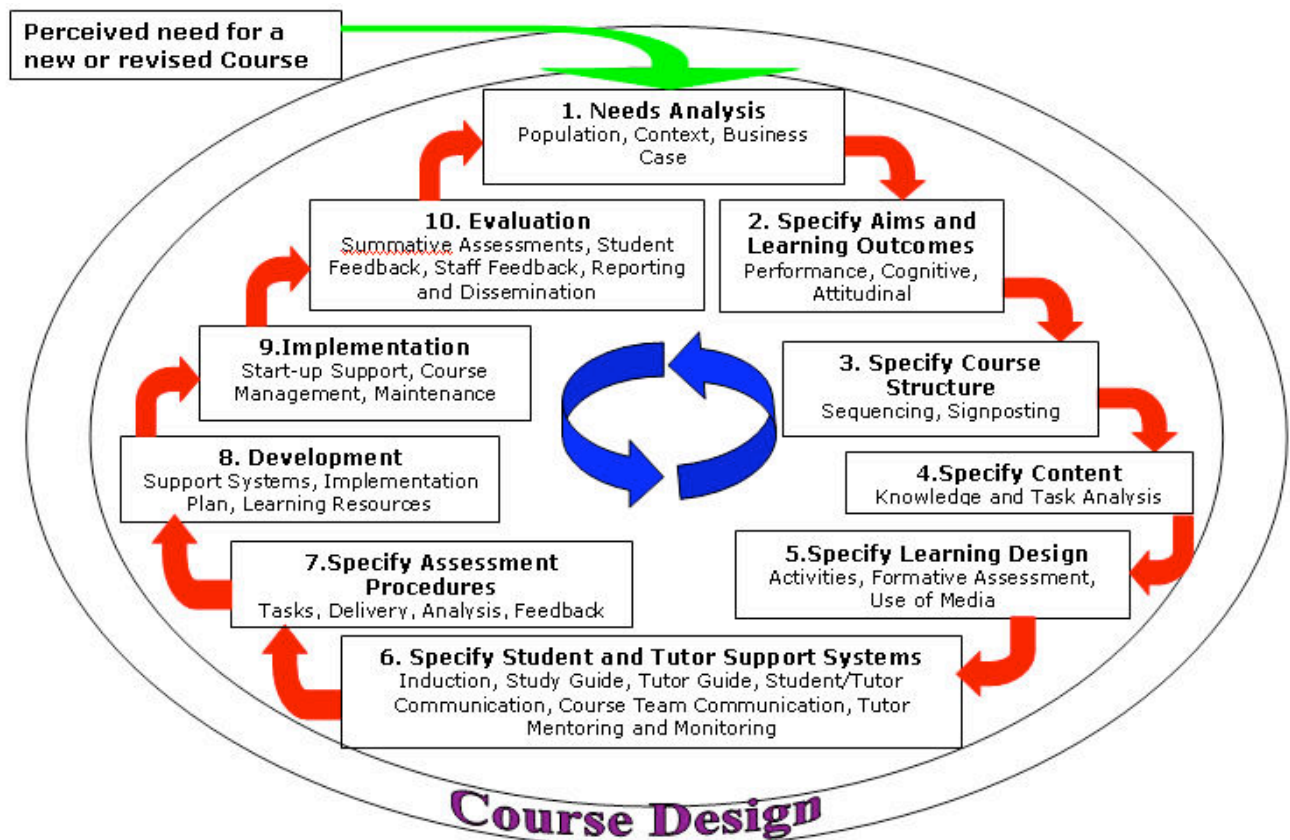 Perceived need for a
new or revised Course
1. Needs Analysis
Population, Context, Business
Case
2. Specify Aims and
Learning Outcomes
Performance, Cognitive,
Attitudinal
3. Specify Course
Structure
Sequencing, Signposting
4.Specify Content
Knowledge and Task Analysis
5.Specify Learning Design
Activities, Formative Assessment,
Use of Media
6. Specify Student and Tutor Support Systems
Induction, Study Guide, Tutor Guide, Student/Tutor
Communication, Course Team Communication, Tutor
Mentoring and Monitoring
7.Specify Assessment
Procedures
Tasks, Delivery, Analysis, Feedback
8. Development
Support Systems, Implementation
Plan, Learning Resources
9.Implementation
Start-up Support, Course
Management, Maintenance
10. Evaluation
Summative Assessments, Student
Feedback, Staff Feedback, Reporting
and Dissemination
Course Design